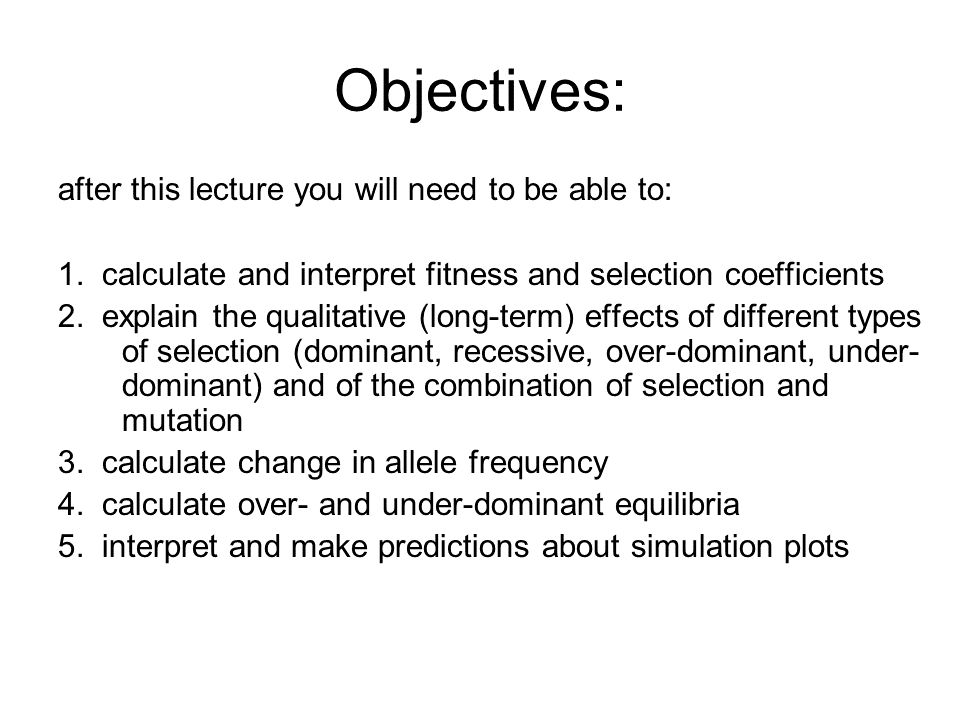 Objectives:
after this lecture you will need to be able to:
1. calculate and interpret fitness and selection coefficients
2. explain the qualitative (long-term) effects of different types
of selection (dominant, recessive, over-dominant, under-
dominant) and of the combination of selection and
mutation
3. calculate change in allele frequency
4. calculate over- and under-dominant equilibria
5. interpret and make predictions about simulation plots